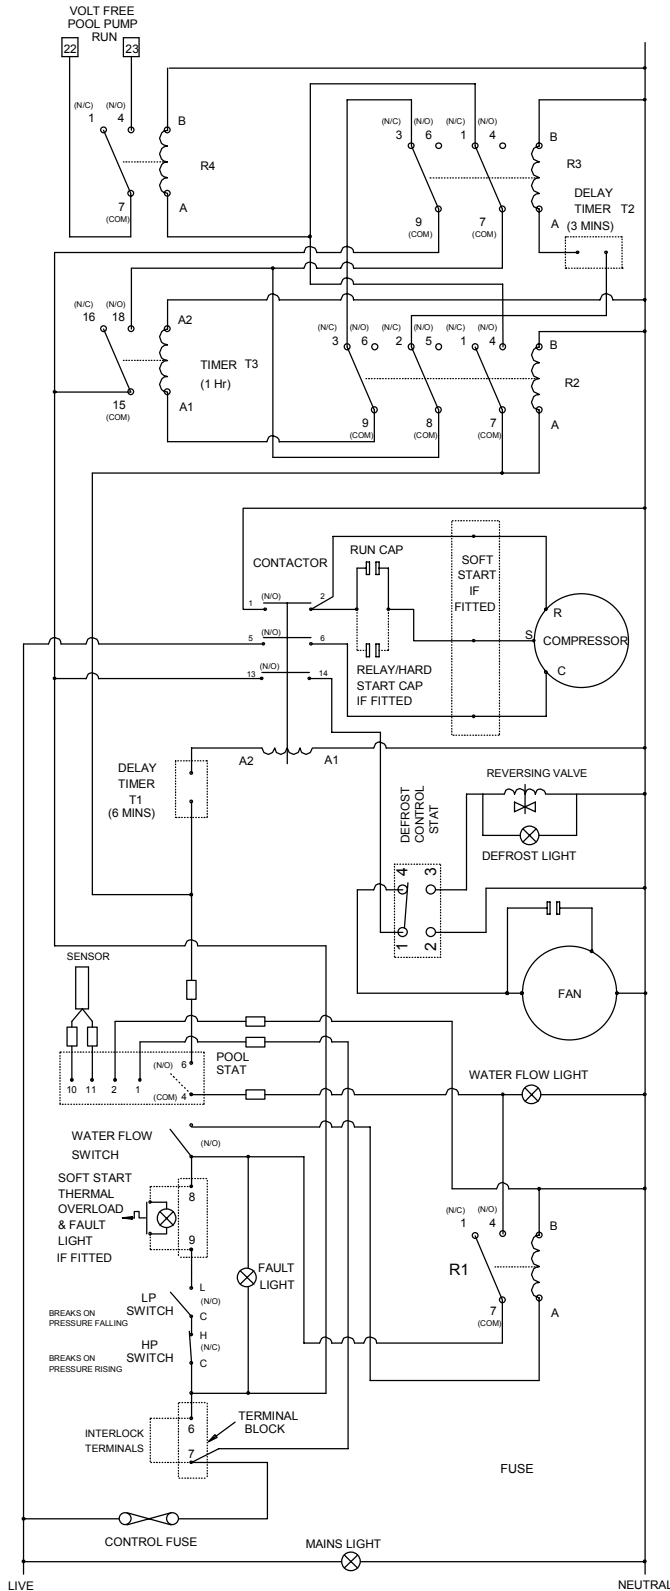 VOLT FREE
POOL PUMP
RUN
22 23
(N/C) (N/O)
1 4
B
R4
A
7
(COM)
(N/C) (N/O) (N/C) (N/O)
3 6 1 4
B
R3
DELAY
TIMER T2
(3 MINS)
A
9
(COM)
7
(COM)
(N/C) (N/O)
16 18
A2
TIMER T3
(1 Hr)
A1
15
(COM)
(N/C) (N/O) (N/C) (N/O) (N/C) (N/O)
3 6 2 5 1 4
B
R2
A
9
(COM)
8
(COM)
7
(COM)
CONTACTOR
RUN CAP
SOFT
START
IF
FITTED
1 (N/O) 2
5 (N/O) 6
13 (N/O) 14
R
S
COMPRESSOR
C
RELAY/HARD
START CAP
IF FITTED
A2 A1
DELAY
TIMER
T1
(6 MINS)
DEFROST
CONTROL
STAT
REVERSING VALVE
DEFROST LIGHT
4 3
1 2
FAN
SENSOR
POOL
STAT
(N/O) 6
10 11 2 1
(COM) 4
WATER FLOW LIGHT
WATER FLOW
SWITCH
(N/O)
SOFT START
THERMAL
OVERLOAD
& FAULT
LIGHT
IF FITTED
8
9
FAULT
LIGHT
(N/C) (N/O)
1 4
B
R1
A
7
(COM)
L
(N/O)
LP
SWITCH
C
BREAKS ON
PRESSURE FALLING
H
(N/C)
HP
SWITCH
C
BREAKS ON
PRESSURE RISING
TERMINAL
BLOCK
6
INTERLOCK
TERMINALS
7
FUSE
CONTROL FUSE
MAINS LIGHT
LIVE
NEUTRAL